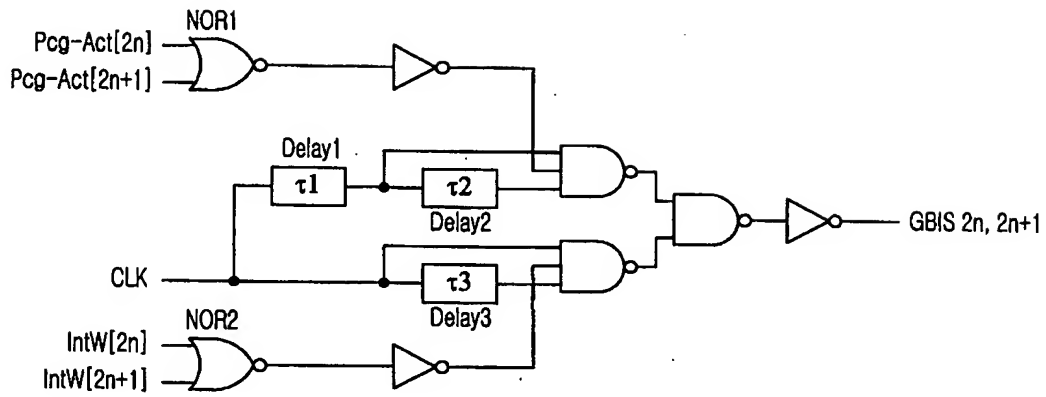 NOR1
Pcg-Act[2n]
Pcg-Act[2n+1]
Delay1
τ1
τ2
Delay2
GBIS 2n, 2n+1
CLK
τ3
Delay3
NOR2
IntW[2n]
IntW[2n+1]